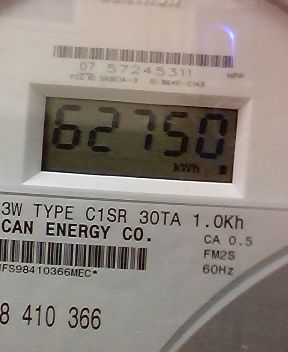 07 57245311
62750
kWh
3W TYPE C1SR 30TA 1.0Kh
CAN ENERGY CO.
CA 0.5
FM2S
60Hz
8 410 366